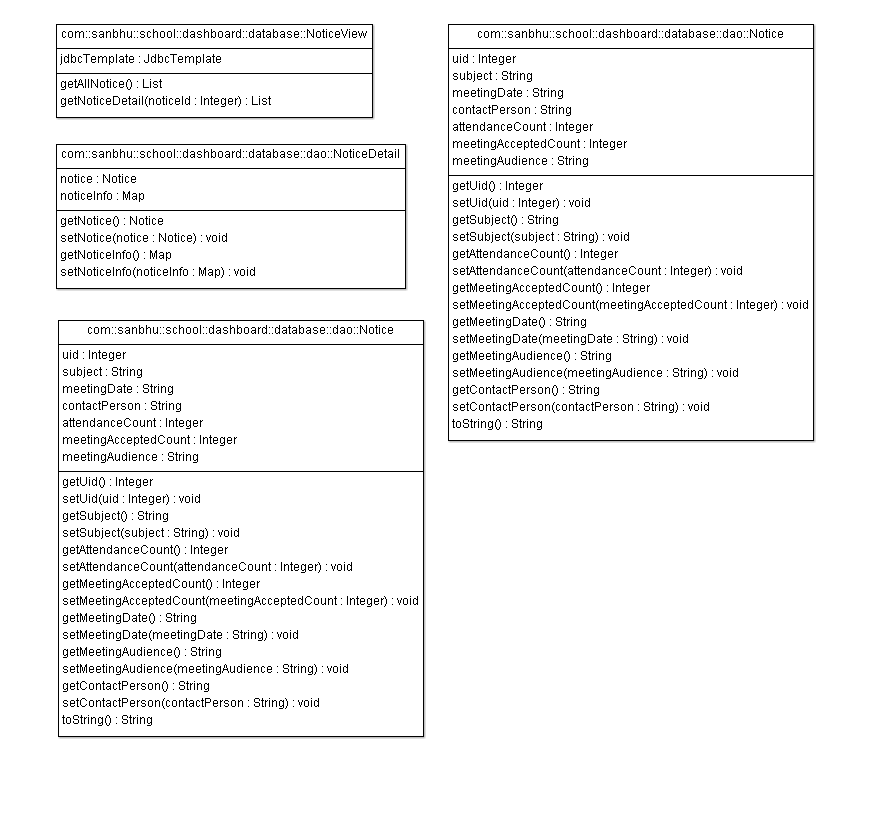 com::sanbhu::school::dashboard::database::NoticeView
jdbcTemplate : JdbcTemplate
getAllNotice() : List
getNoticeDetail(noticeId : Integer) : List
com::sanbhu::school::dashboard::database::dao::NoticeDetail
notice : Notice
noticeInfo : Map
getNotice() : Notice
setNotice(notice : Notice) : void
getNoticeInfo() : Map
setNoticeInfo(noticeInfo : Map) : void
com::sanbhu::school::dashboard::database::dao::Notice
uid : Integer
subject : String
meetingDate : String
contactPerson : String
attendanceCount : Integer
meetingAcceptedCount : Integer
meetingAudience : String
getUid() : Integer
setUid(uid : Integer) : void
getSubject() : String
setSubject(subject : String) : void
getAttendanceCount() : Integer
setAttendanceCount(attendanceCount : Integer) : void
getMeetingAcceptedCount() : Integer
setMeetingAcceptedCount(meetingAcceptedCount : Integer) : void
getMeetingDate() : String
setMeetingDate(meetingDate : String) : void
getMeetingAudience() : String
setMeetingAudience(meetingAudience : String) : void
getContactPerson() : String
setContactPerson(contactPerson : String) : void
toString() : String
com::sanbhu::school::dashboard::database::dao::Notice
uid : Integer
subject : String
meetingDate : String
contactPerson : String
attendanceCount : Integer
meetingAcceptedCount : Integer
meetingAudience : String
getUid() : Integer
setUid(uid : Integer) : void
getSubject() : String
setSubject(subject : String) : void
getAttendanceCount() : Integer
setAttendanceCount(attendanceCount : Integer) : void
getMeetingAcceptedCount() : Integer
setMeetingAcceptedCount(meetingAcceptedCount : Integer) : void
getMeetingDate() : String
setMeetingDate(meetingDate : String) : void
getMeetingAudience() : String
setMeetingAudience(meetingAudience : String) : void
getContactPerson() : String
setContactPerson(contactPerson : String) : void
toString() : String